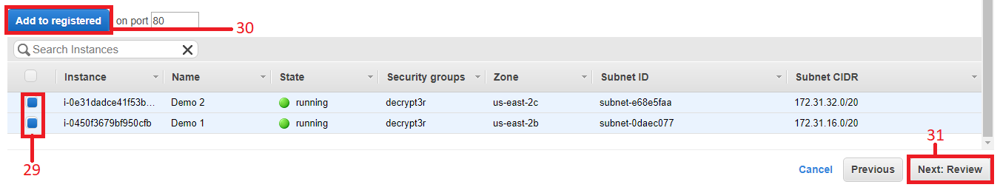 Add to registered on port 80
30
Search Instances
Instance Name State Security groups Zone Subnet ID Subnet CIDR
i-0e31dadce41f53b... Demo 2 running decrypt3r us-east-2c subnet-e68e5faa 172.31.32.0/20
i-0450f3679bf950cfb Demo 1 running decrypt3r us-east-2b subnet-0daec077 172.31.16.0/20
29
31
Cancel Previous Next: Review